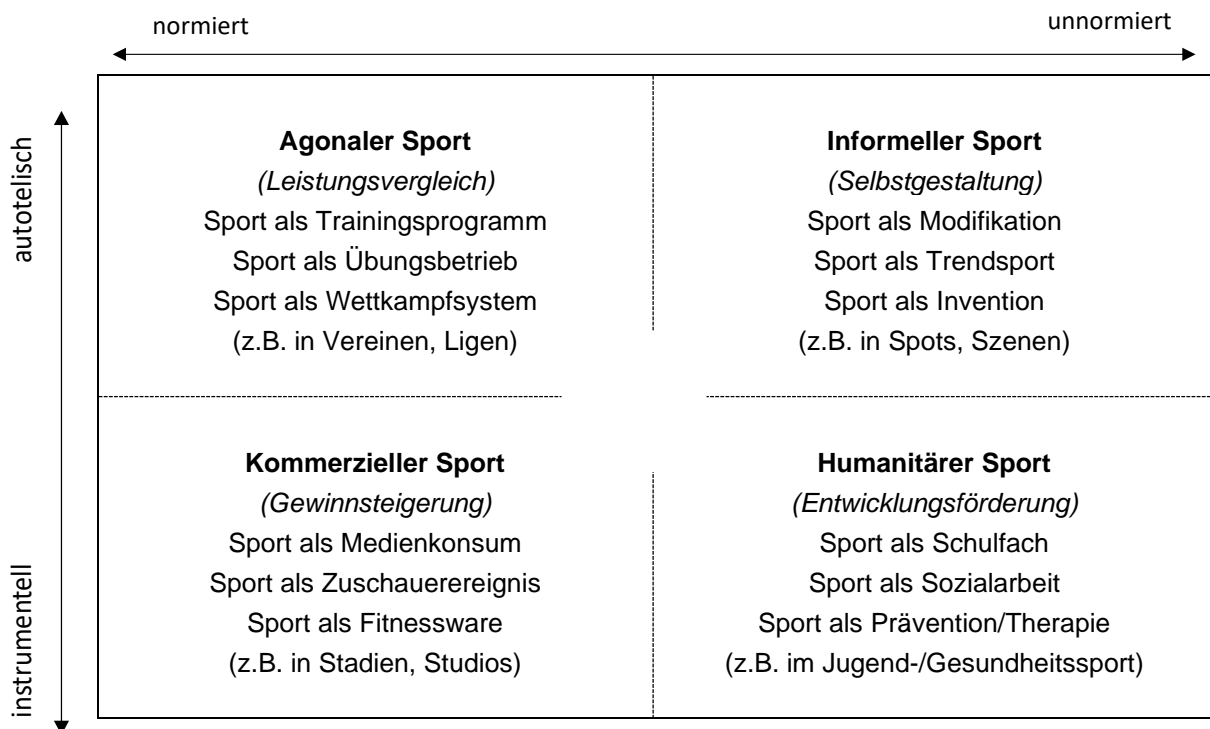 normiert
unnormiert
autotelisch
instrumentell
Agonaler Sport
(Leistungsvergleich)
Sport als Trainingsprogramm
Sport als Übungsbetrieb
Sport als Wettkampfsystem
(z.B. in Vereinen, Ligen)
Informeller Sport
(Selbstgestaltung)
Sport als Modifikation
Sport als Trendsport
Sport als Invention
(z.B. in Spots, Szenen)
Kommerzieller Sport
(Gewinnsteigerung)
Sport als Medienkonsum
Sport als Zuschauerereignis
Sport als Fitnessware
(z.B. in Stadien, Studios)
Humanitärer Sport
(Entwicklungsförderung)
Sport als Schulfach
Sport als Sozialarbeit
Sport als Prävention/Therapie
(z.B. im Jugend-/Gesundheitssport)